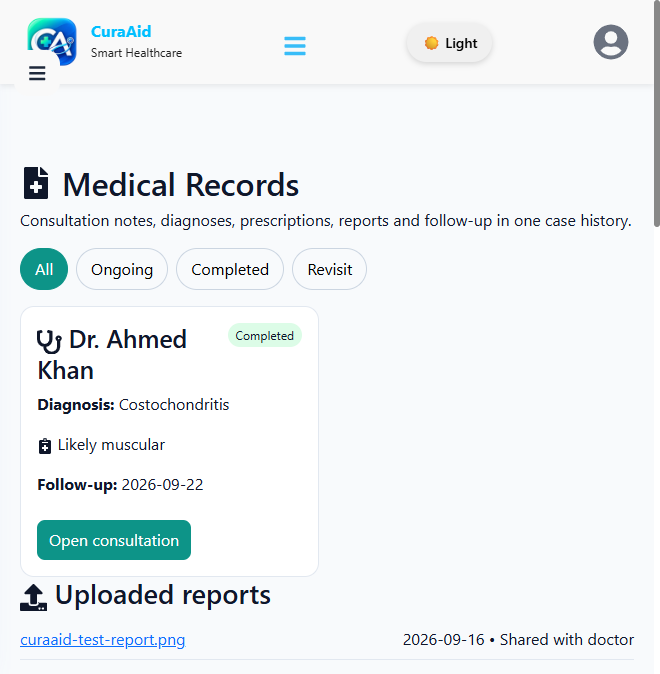 CuraAid
Smart Healthcare
Light
Medical Records
Consultation notes, diagnoses, prescriptions, reports and follow-up in one case history.
All
Ongoing
Completed
Revisit
Dr. Ahmed
Khan
Completed
Diagnosis: Costochondritis
Likely muscular
Follow-up: 2026-09-22
Open consultation
Uploaded reports
curaaid-test-report.png
2026-09-16 • Shared with doctor